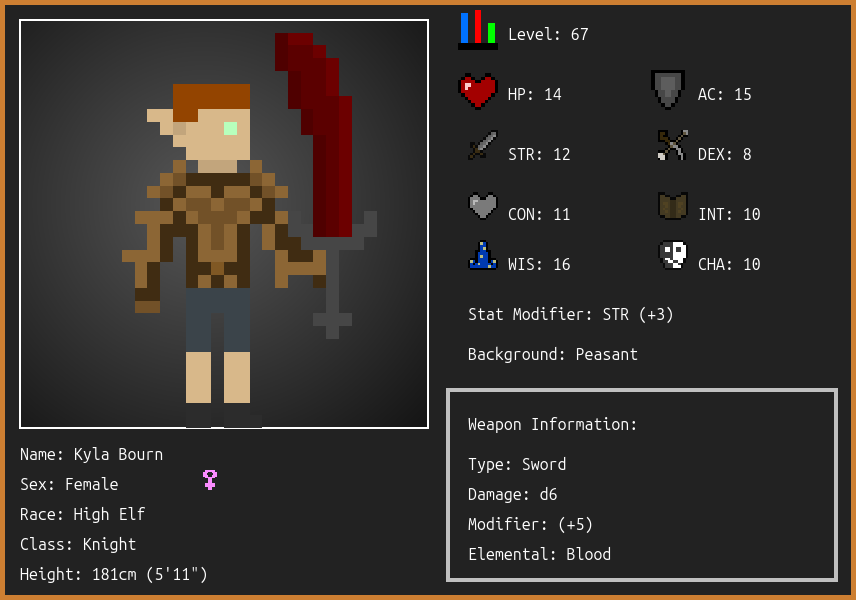 Level: 67
HP: 14
AC: 15
STR: 12
DEX: 8
CON: 11
INT: 10
WIS: 16
CHA: 10
Stat Modifier: STR (+3)
Background: Peasant
Weapon Information:
Type: Sword
Damage: d6
Modifier: (+5)
Elemental: Blood
Name: Kyla Bourn
Sex: Female
Race: High Elf
Class: Knight
Height: 181cm (5'11")